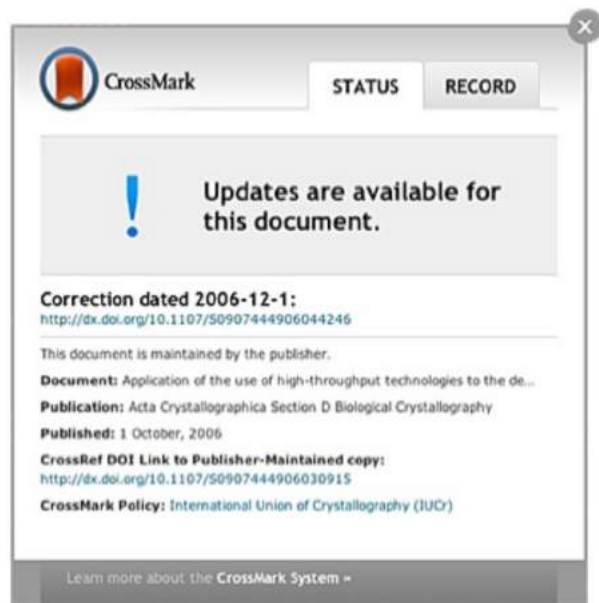 CrossMark
STATUS
RECORD
!
Updates are available for
this document.
Correction dated 2006-12-1:
http://dx.doi.org/10.1107/S0907444906044246
This document is maintained by the publisher.
Document: Application of the use of high-throughput technologies to the de...
Publication: Acta Crystallographica Section D Biological Crystallography
Published: 1 October, 2006
CrossRef DOI Link to Publisher-Maintained copy:
http://dx.doi.org/10.1107/S0907444906030915
CrossMark Policy: International Union of Crystallography (IUCr)
Learn more about the CrossMark System »